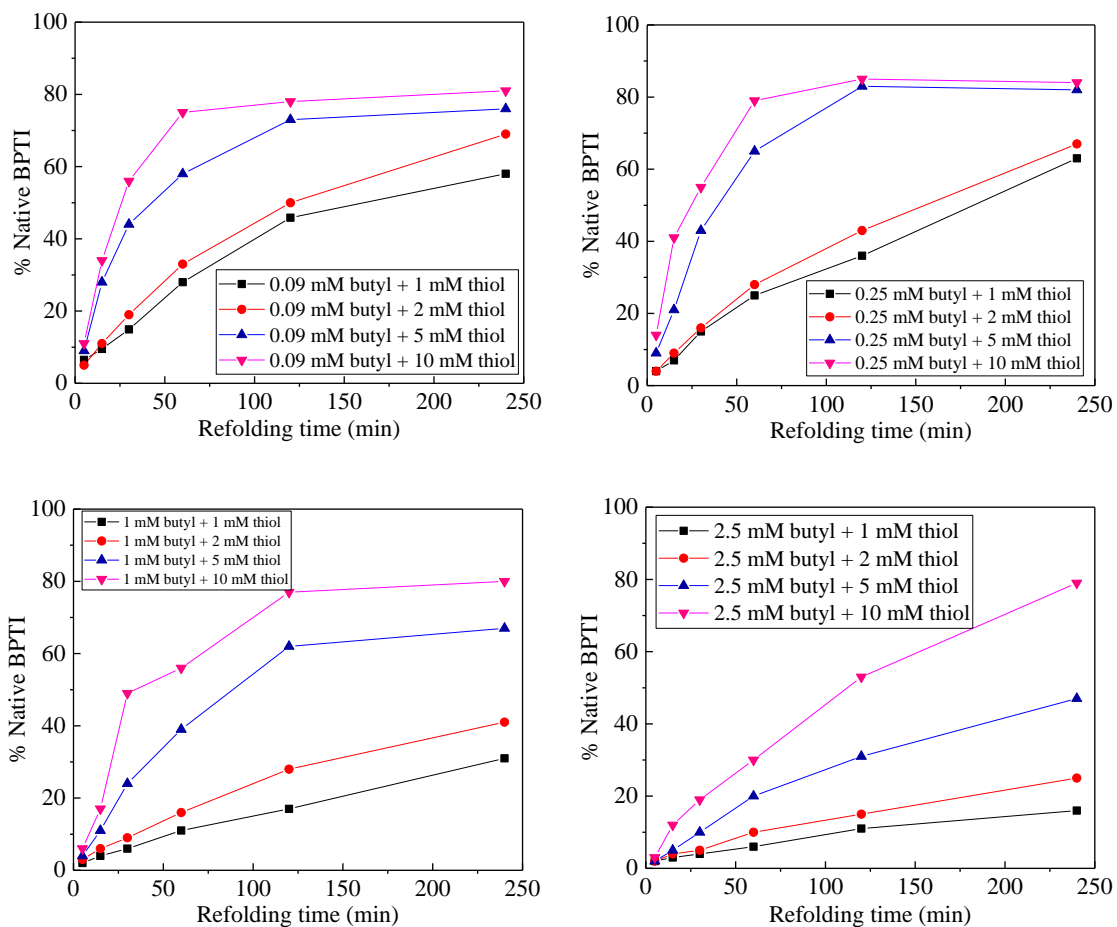 100
80
60
40
20
0
% Native BPTI
0.09 mM butyl + 1 mM thiol
0.09 mM butyl + 2 mM thiol
0.09 mM butyl + 5 mM thiol
0.09 mM butyl + 10 mM thiol
0 50 100 150 200 250
Refolding time (min)
100
80
60
40
20
0
% Native BPTI
0.25 mM butyl + 1 mM thiol
0.25 mM butyl + 2 mM thiol
0.25 mM butyl + 5 mM thiol
0.25 mM butyl + 10 mM thiol
0 50 100 150 200 250
Refolding time (min)
100
80
60
40
20
0
% Native BPTI
1 mM butyl + 1 mM thiol
1 mM butyl + 2 mM thiol
1 mM butyl + 5 mM thiol
1 mM butyl + 10 mM thiol
0 50 100 150 200 250
Refolding time (min)
100
80
60
40
20
0
% Native BPTI
2.5 mM butyl + 1 mM thiol
2.5 mM butyl + 2 mM thiol
2.5 mM butyl + 5 mM thiol
2.5 mM butyl + 10 mM thiol
0 50 100 150 200 250
Refolding time (min)